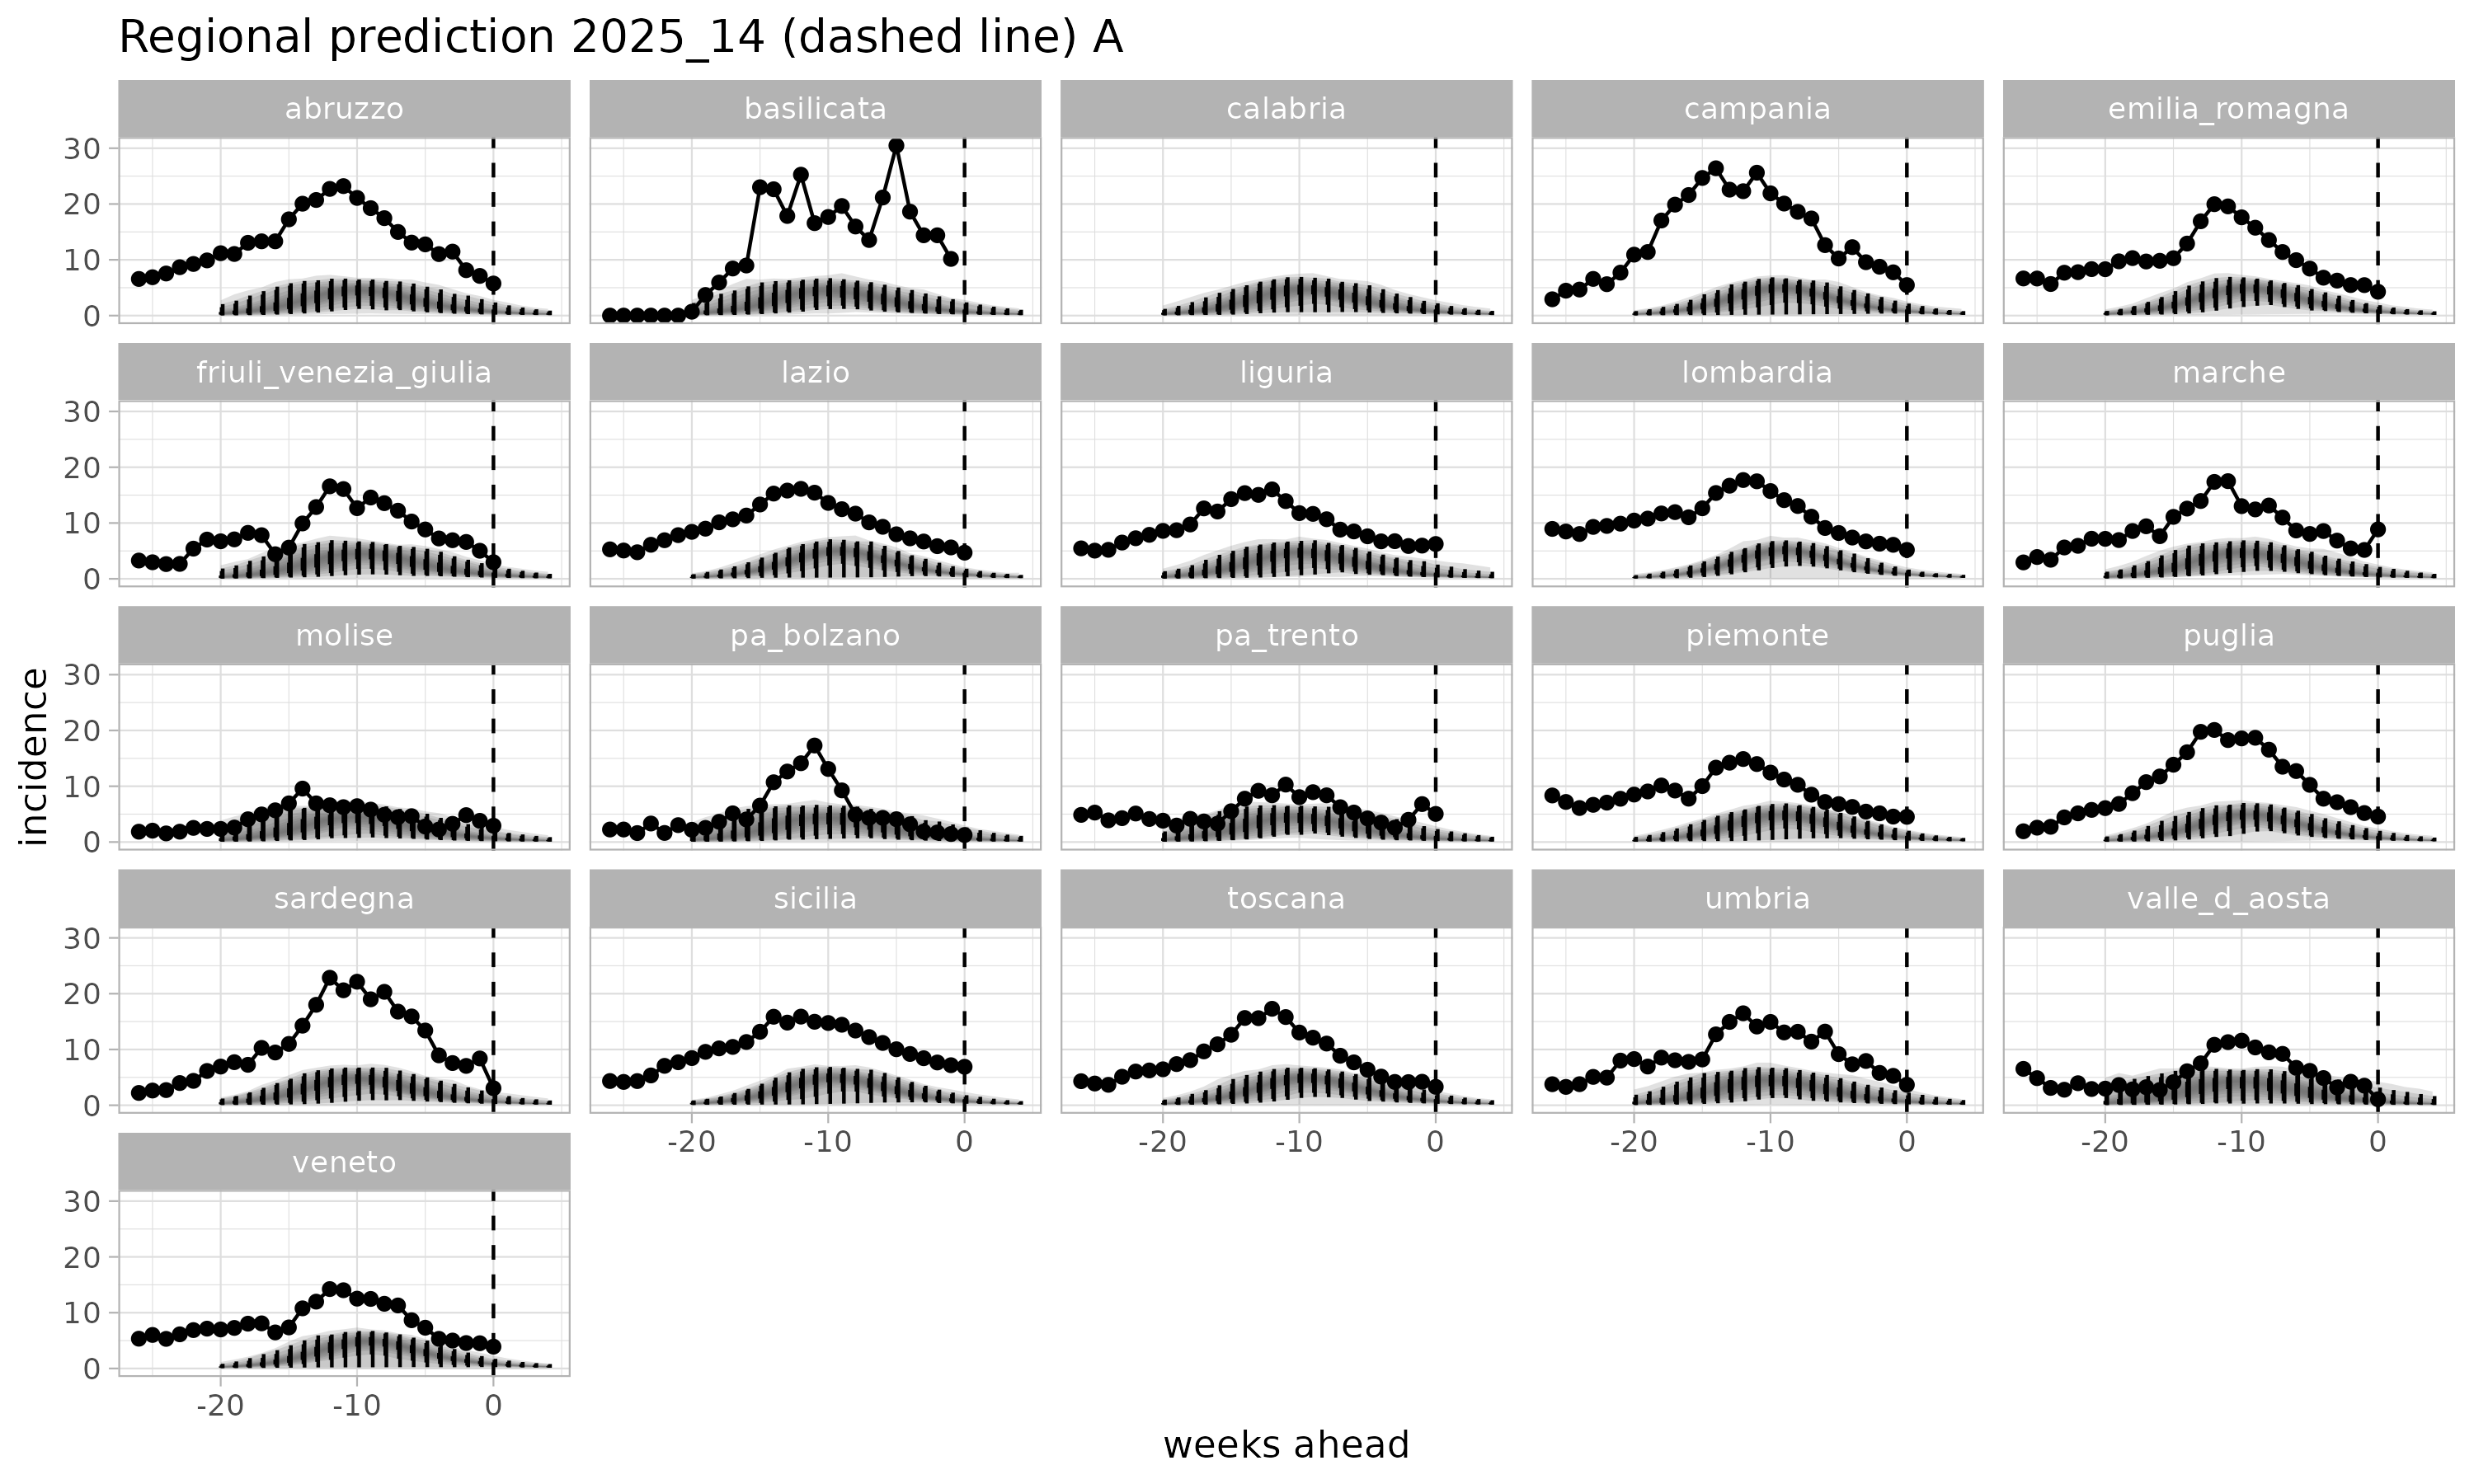 Regional prediction 2025_14 (dashed line) A
abruzzo basilicata calabria campania emilia_romagna
30
20
10
0
friuli_venezia_giulia lazio liguria lombardia marche
30
20
10
0
molise pa_bolzano pa_trento piemonte puglia
30
20
10
0
incidence
sardegna sicilia toscana umbria valle_d_aosta
30
20
10
0
-20 -10 0 -20 -10 0 -20 -10 0 -20 -10 0
veneto
30
20
10
0
-20 -10 0
weeks ahead